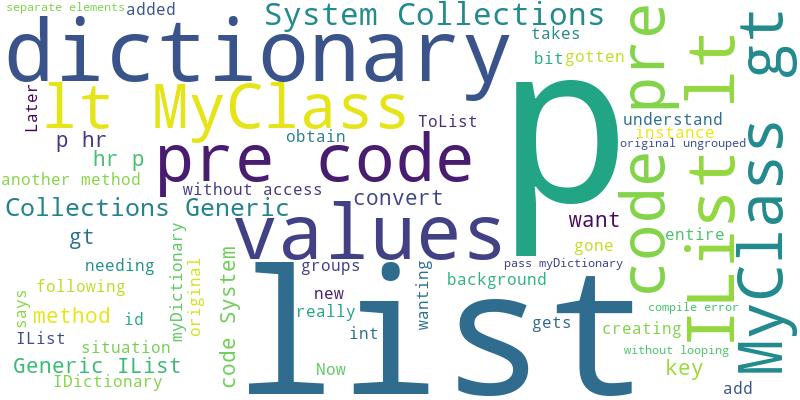 separate elements
added
System Collections
dictionary
takes
bit
gotten
p
code pre
IList lt
MyClass gt
Later
lt MyClass
ToList
understand
instance
original ungrouped
p hr
obtain
pre code
hr p
another method
without access
convert
Collections Generic
values
want
gt
entire
gone
myDictionary
needing
groups
pass myDictionary
original
code System
list
wanting
background
following
new
says
method
id
really
int
gets
compile error
creating
IList
situation
without looping
Generic IList
Now
key
IDictionary
add